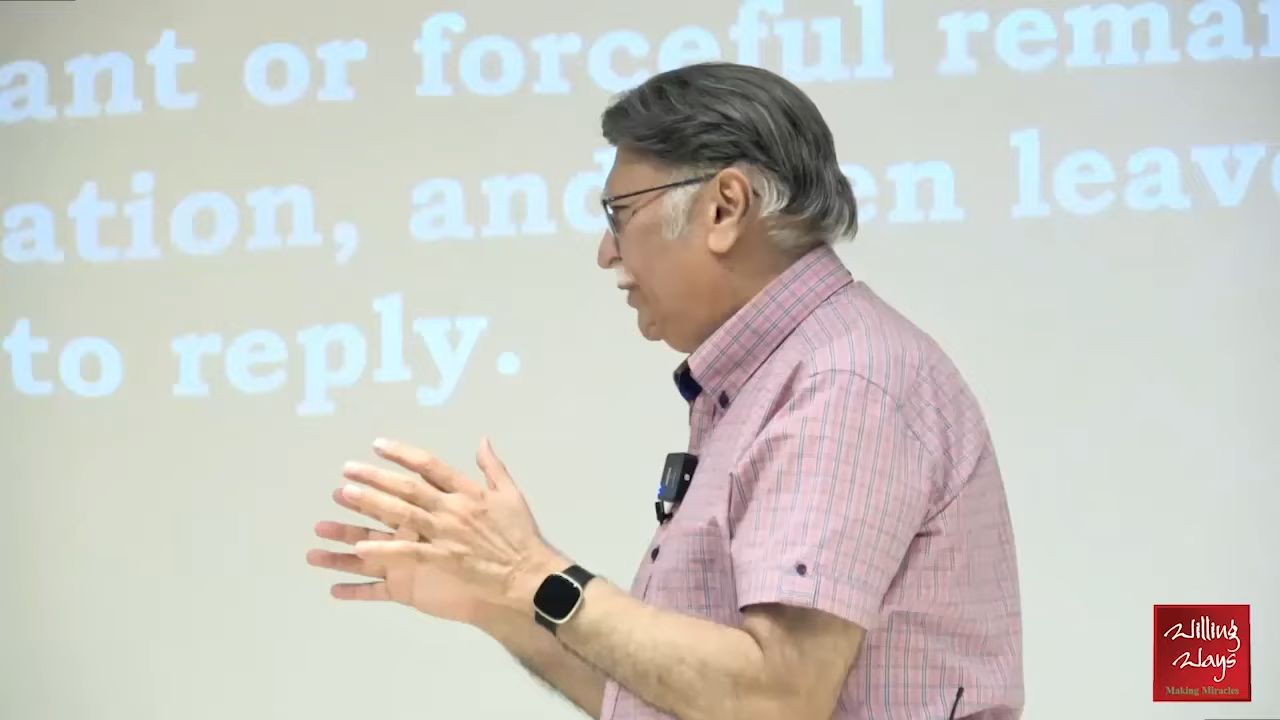 ant or forceful remar
ation, and en leave
to reply.
Willing
Ways
Making Miracles